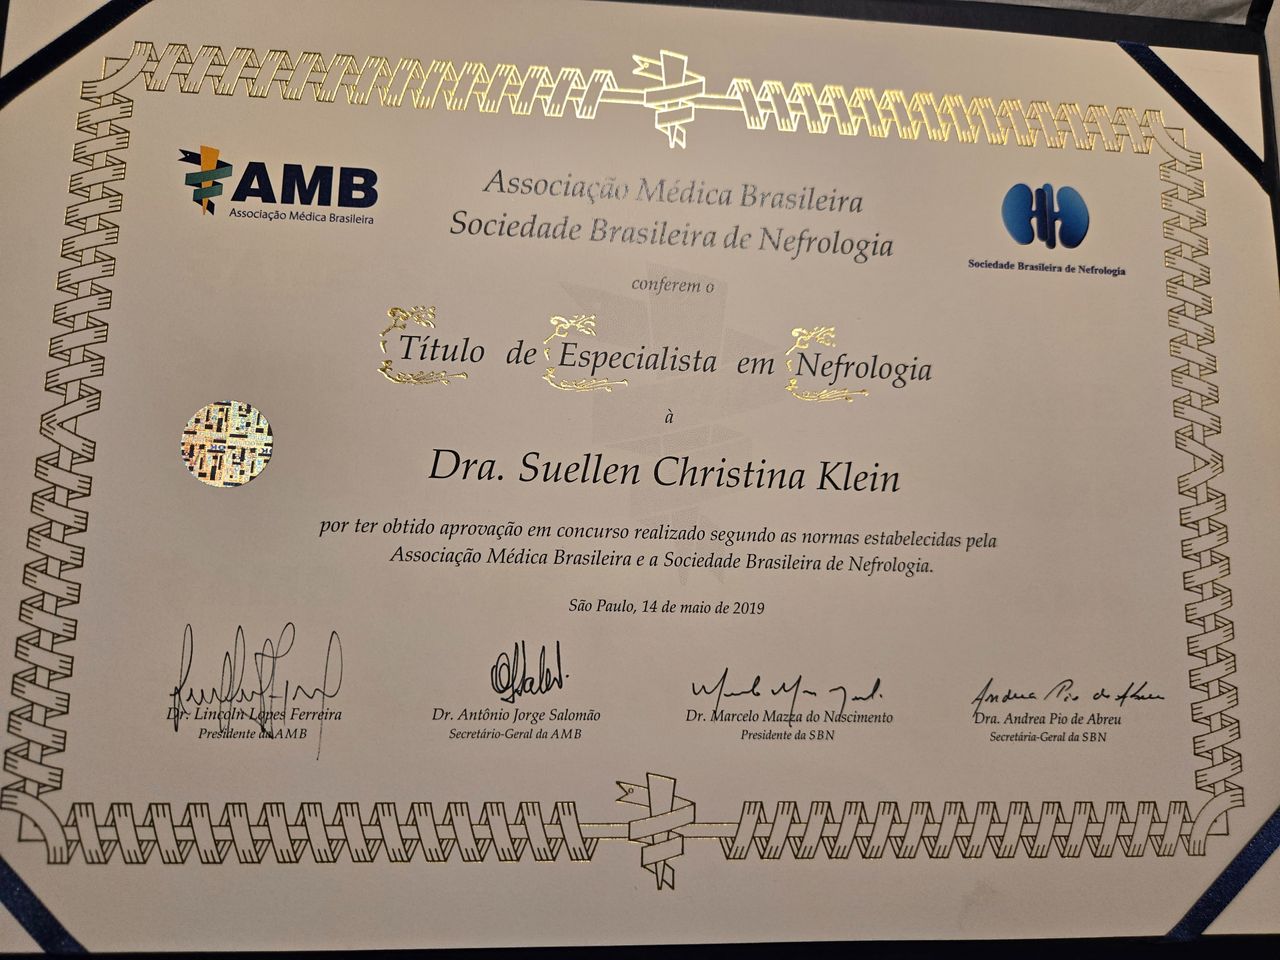 AMB
Associação Médica Brasileira
Associação Médica Brasileira
Sociedade Brasileira de Nefrologia
Sociedade Brasileira de Nefrologia
conferem o
Título de Especialista em Nefrologia
à
Dra. Suellen Christina Klein
por ter obtido aprovação em concurso realizado segundo as normas estabelecidas pela
Associação Médica Brasileira e a Sociedade Brasileira de Nefrologia.
São Paulo, 14 de maio de 2019
Dr. Lincoln Lopes Ferreira
Presidente da AMB
Dr. Antônio Jorge Salomão
Secretário-Geral da AMB
Dr. Marcelo Mazza do Nascimento
Presidente da SBN
Andrea Pio de Abreu
Dra. Andrea Pio de Abreu
Secretária-Geral da SBN